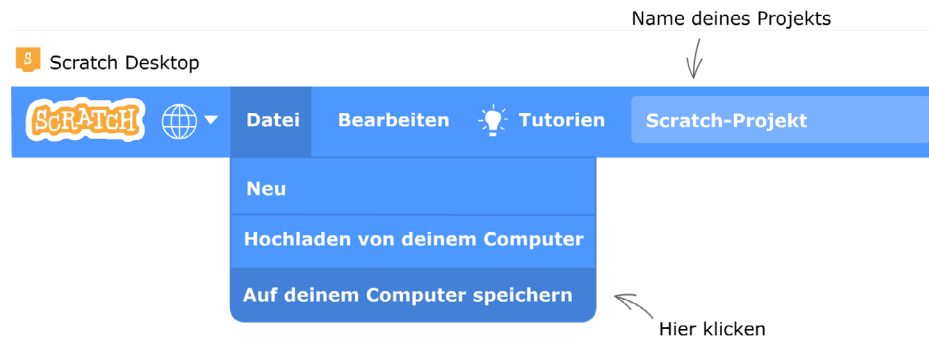 Name deines Projekts
S Scratch Desktop
SCRATCH Datei Bearbeiten Tutorien Scratch-Projekt
Neu
Hochladen von deinem Computer
Auf deinem Computer speichern
Hier klicken